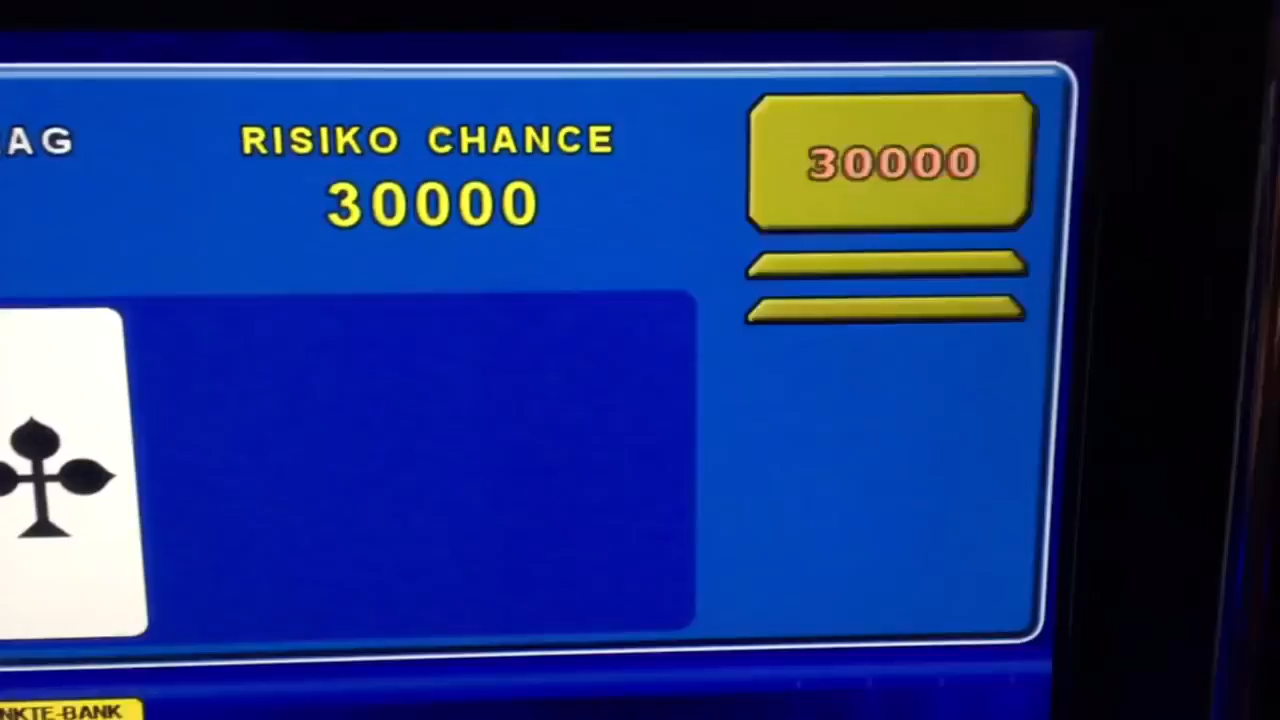 AG
RISIKO CHANCE
30000
30000
NKTE-BANK